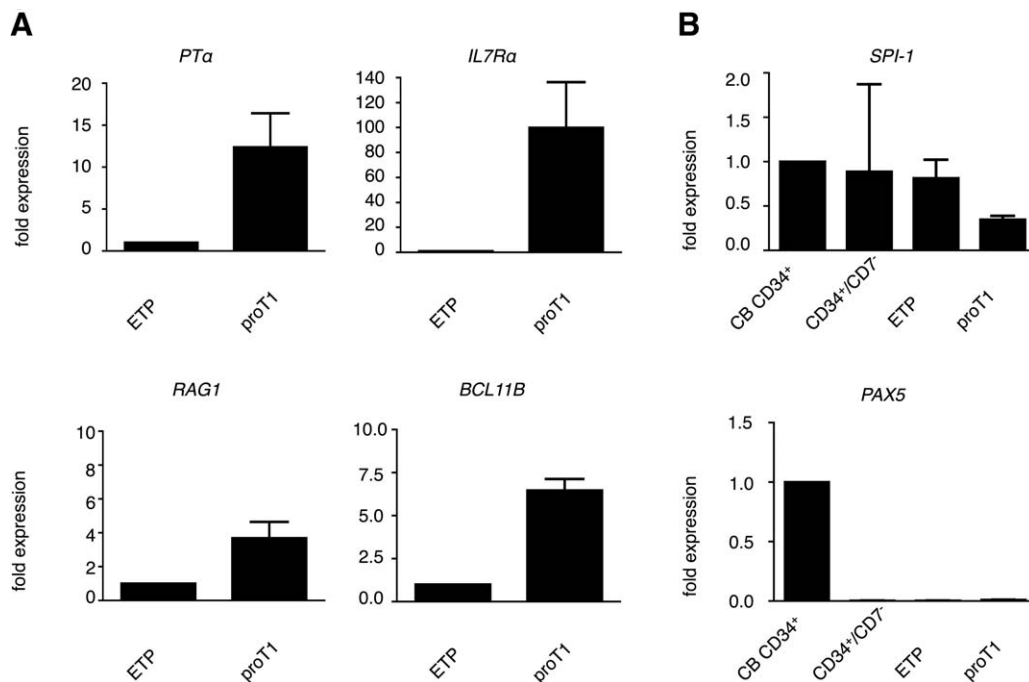 A
PTα
fold expression
20
15
10
5
0
ETP
proT1
IL7Rα
140
120
100
80
60
40
20
0
ETP
proT1
B
SPI-1
fold expression
2.0
1.5
1.0
0.5
0.0
CB CD34⁺
CD34⁺/CD7⁻
ETP
proT1
RAG1
fold expression
10
8
6
4
2
0
ETP
proT1
BCL11B
10.0
7.5
5.0
2.5
0.0
ETP
proT1
PAX5
fold expression
1.5
1.0
0.5
0.0
CB CD34⁺
CD34⁺/CD7⁻
ETP
proT1